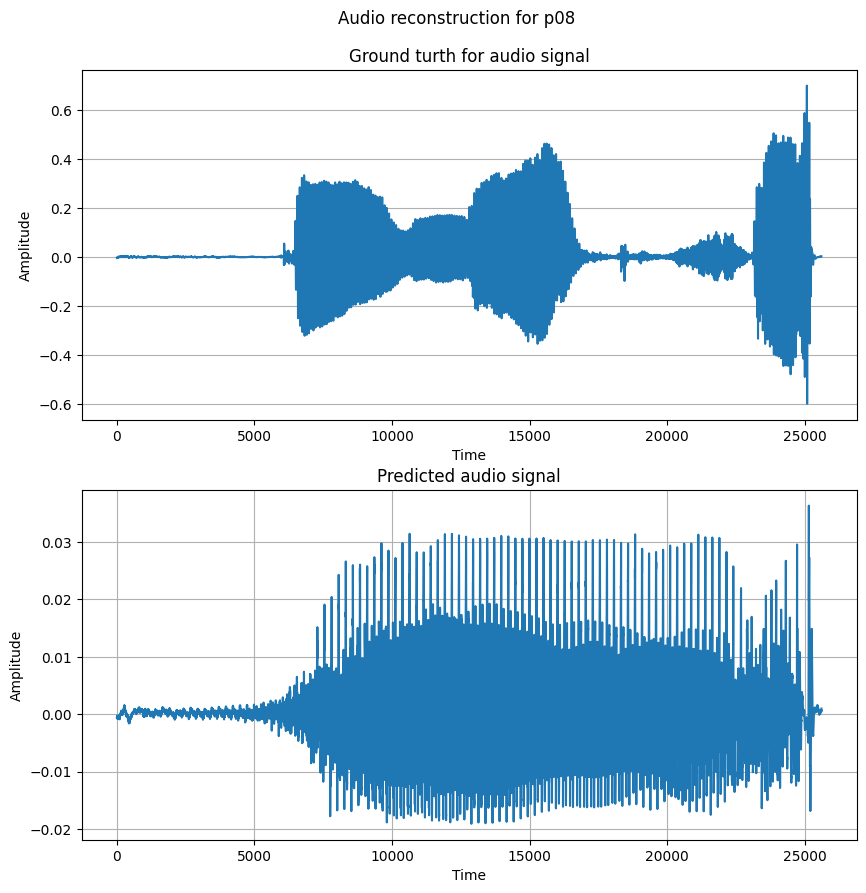 Audio reconstruction for p08
Ground turth for audio signal
0.6
0.4
0.2
0.0
−0.2
−0.4
−0.6
Amplitude
0 5000 10000 15000 20000 25000
Time
Predicted audio signal
0.03
0.02
0.01
0.00
−0.01
−0.02
Amplitude
0 5000 10000 15000 20000 25000
Time